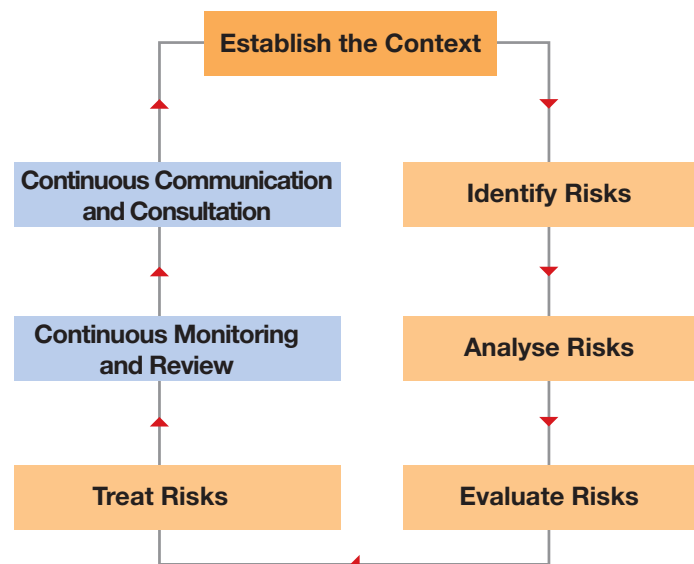 Establish the Context
Continuous Communication
and Consultation
Identify Risks
Continuous Monitoring
and Review
Analyse Risks
Treat Risks
Evaluate Risks